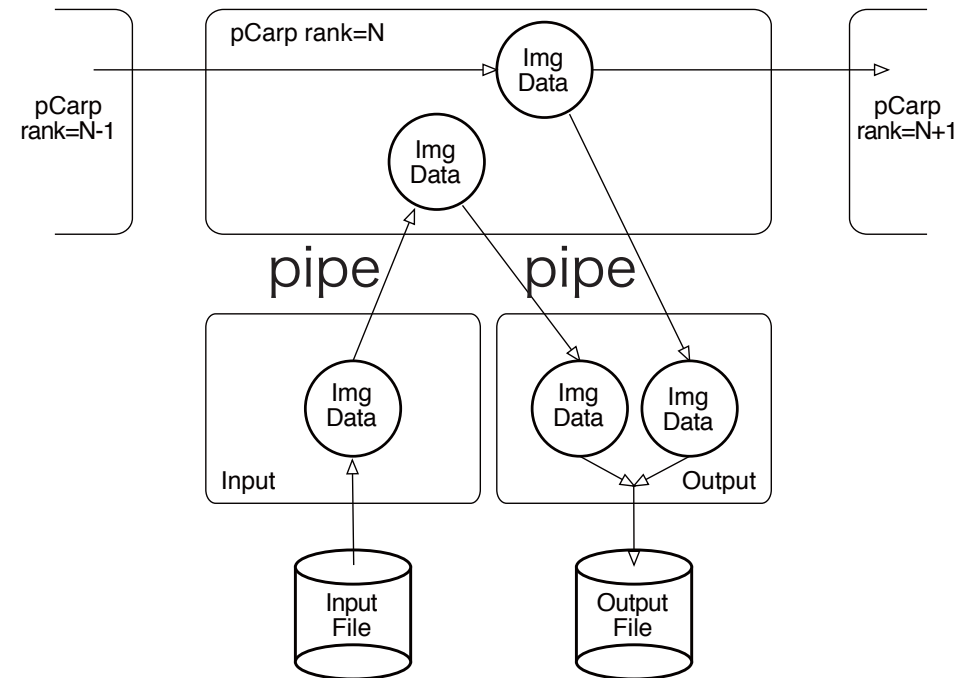 pCarp rank=N
Img
Data
pCarp
rank=N-1
pCarp
rank=N+1
Img
Data
pipe
pipe
Img
Data
Img
Data
Img
Data
Input
Output
Input
File
Output
File